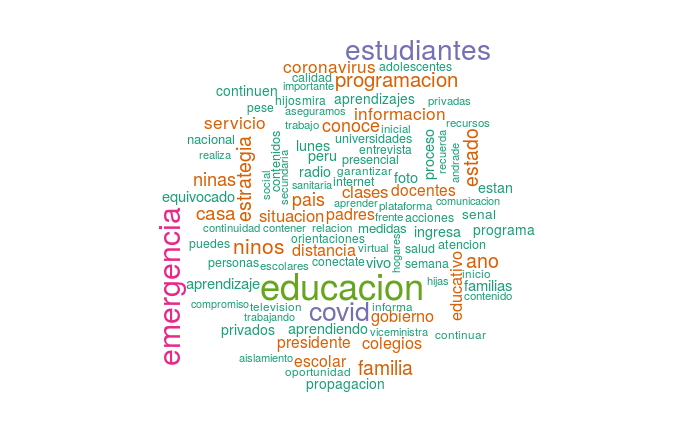 estudiantes
coronavirus adolescentes
calidad programacion
continuen importante
hijos mira aprendizajes privadas
pese aseguramos informacion
servicio trabajo conoce inicial recursos
nacional contenidos universidades proceso recuerda estado
estrategia lunes entrevista andrade
realiza peru presencial
secundaria radio garantizar
ninas social sanitaria internet foto
equivocado clases docentes estan
pais aprender plataforma comunicacion
casa situacion padres frente acciones senal
emergencia
continuidad contener relacion medidas ingresa programa
puedes ninos orientaciones hogares
distancia virtual salud atencion
personas escolares conectate vivo semana educativo ano
aprendizaje educacion hijas inicio familias
compromiso television informa contenido
trabajando covid gobierno
privados aprendiendo viceministra continuar
presidente colegios
aislamiento escolar
oportunidad familia
propagacion